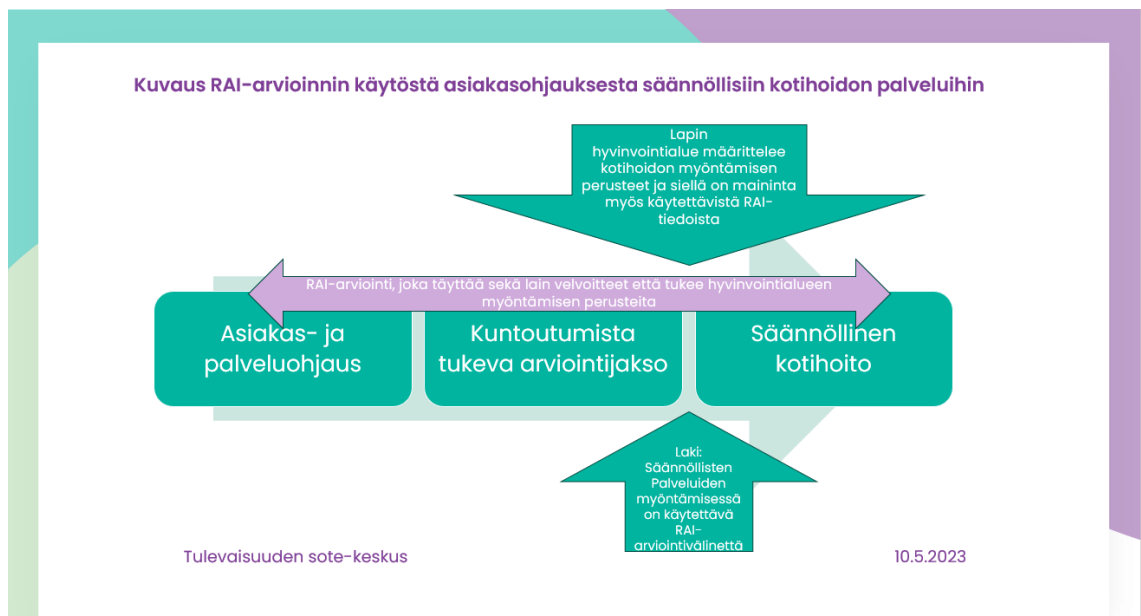 Kuvaus RAI-arvioinnin käytöstä asiakasohjauksesta säännöllisiin kotihoidon palveluihin
Lapin
hyvinvointialue määrittelee
kotihoidon myöntämisen
perusteet ja siellä on maininta
myös käytettävistä RAI-
tiedoista
RAI-arviointi, joka täyttää sekä lain velvoitteet että tukee hyvinvointialueen
myöntämisen perusteita
Asiakas- ja
palveluohjaus
Kuntoutumista
tukeva arviointijakso
Säännöllinen
kotihoito
Laki:
Säännöllisten
Palveluiden
myöntämisessä
on käytettävä
RAI-
arviointivälinettä
Tulevaisuuden sote-keskus
10.5.2023